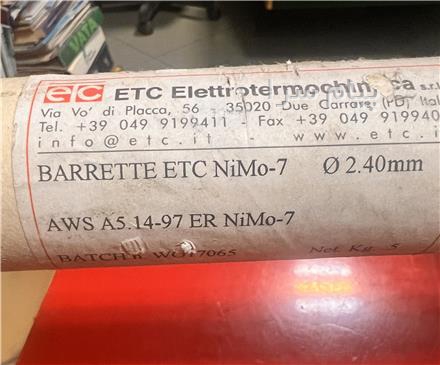 etc ETC Elettrotermochimica s.r.l
Via Vo' di Placca, 56 - 35020 Due Carrare (PD) Ital
Tel. +39 049 9199411 - Fax +39 049 919940
info@etc.it - www.etc.
BARRETTE ETC NiMo-7 Ø 2.40mm
AWS A5.14-97 ER NiMo-7
BATCH n. WO17065 Net Kg. 5